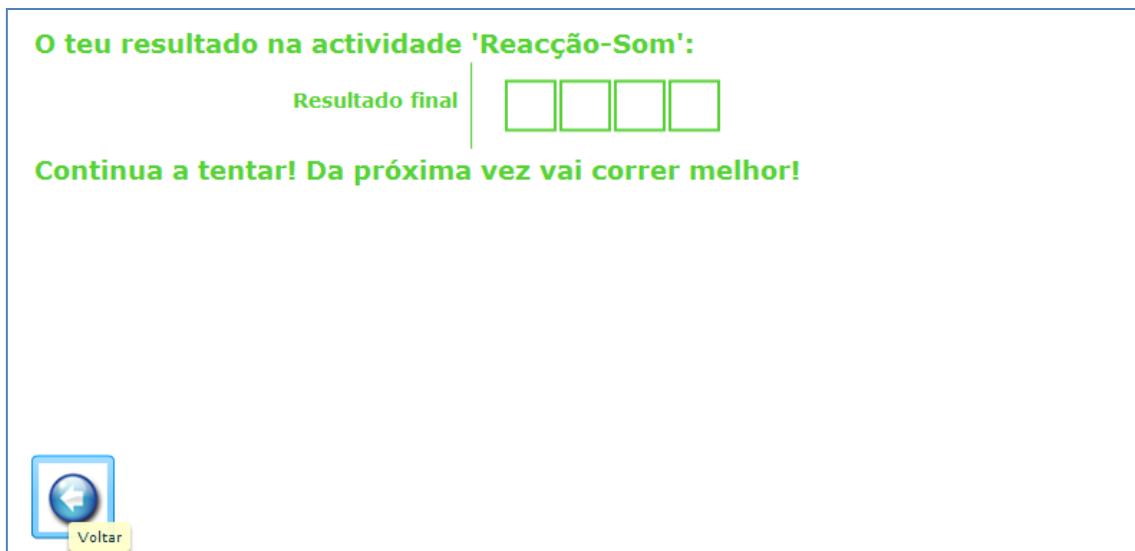 O teu resultado na actividade 'Reacção-Som':
Resultado final
Continua a tentar! Da próxima vez vai correr melhor!
Voltar